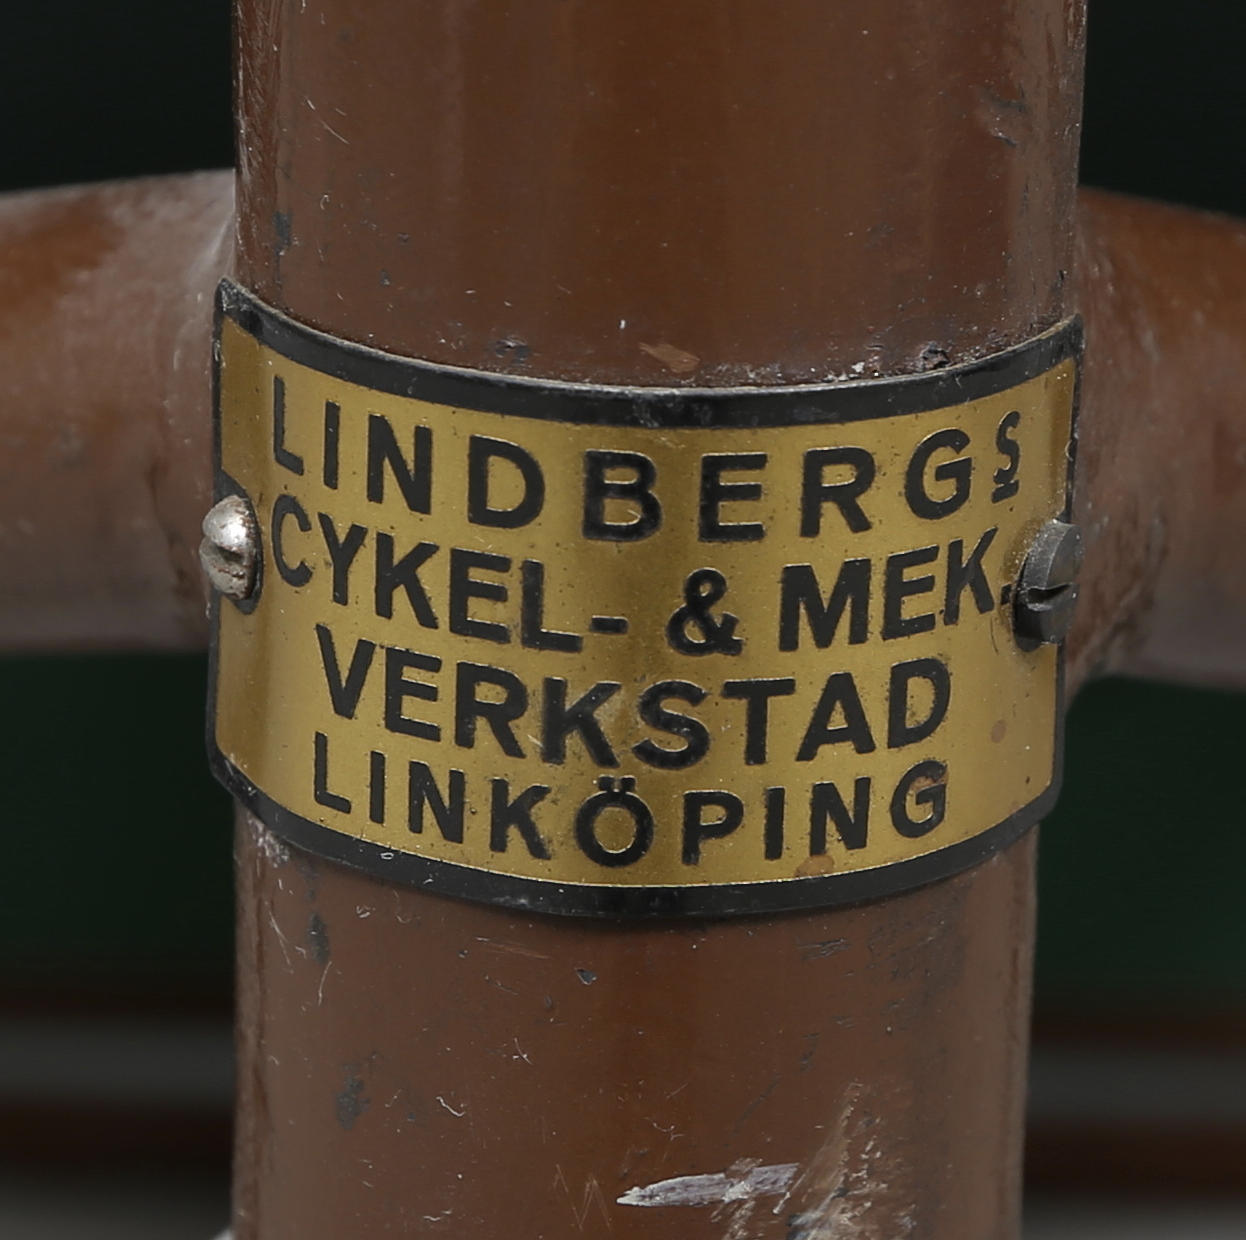 LINDBERGS
CYKEL- & MEK.
VERKSTAD
LINKÖPING